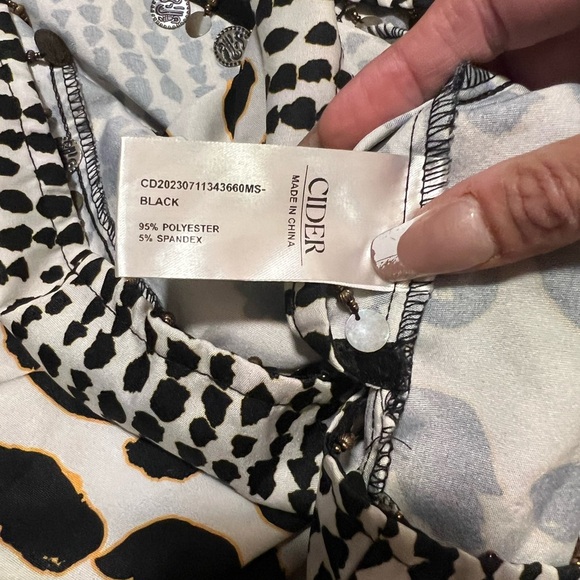 CD20230711343660MS-
BLACK
95% POLYESTER
5% SPANDEX
CIDER
MADE IN CHINA